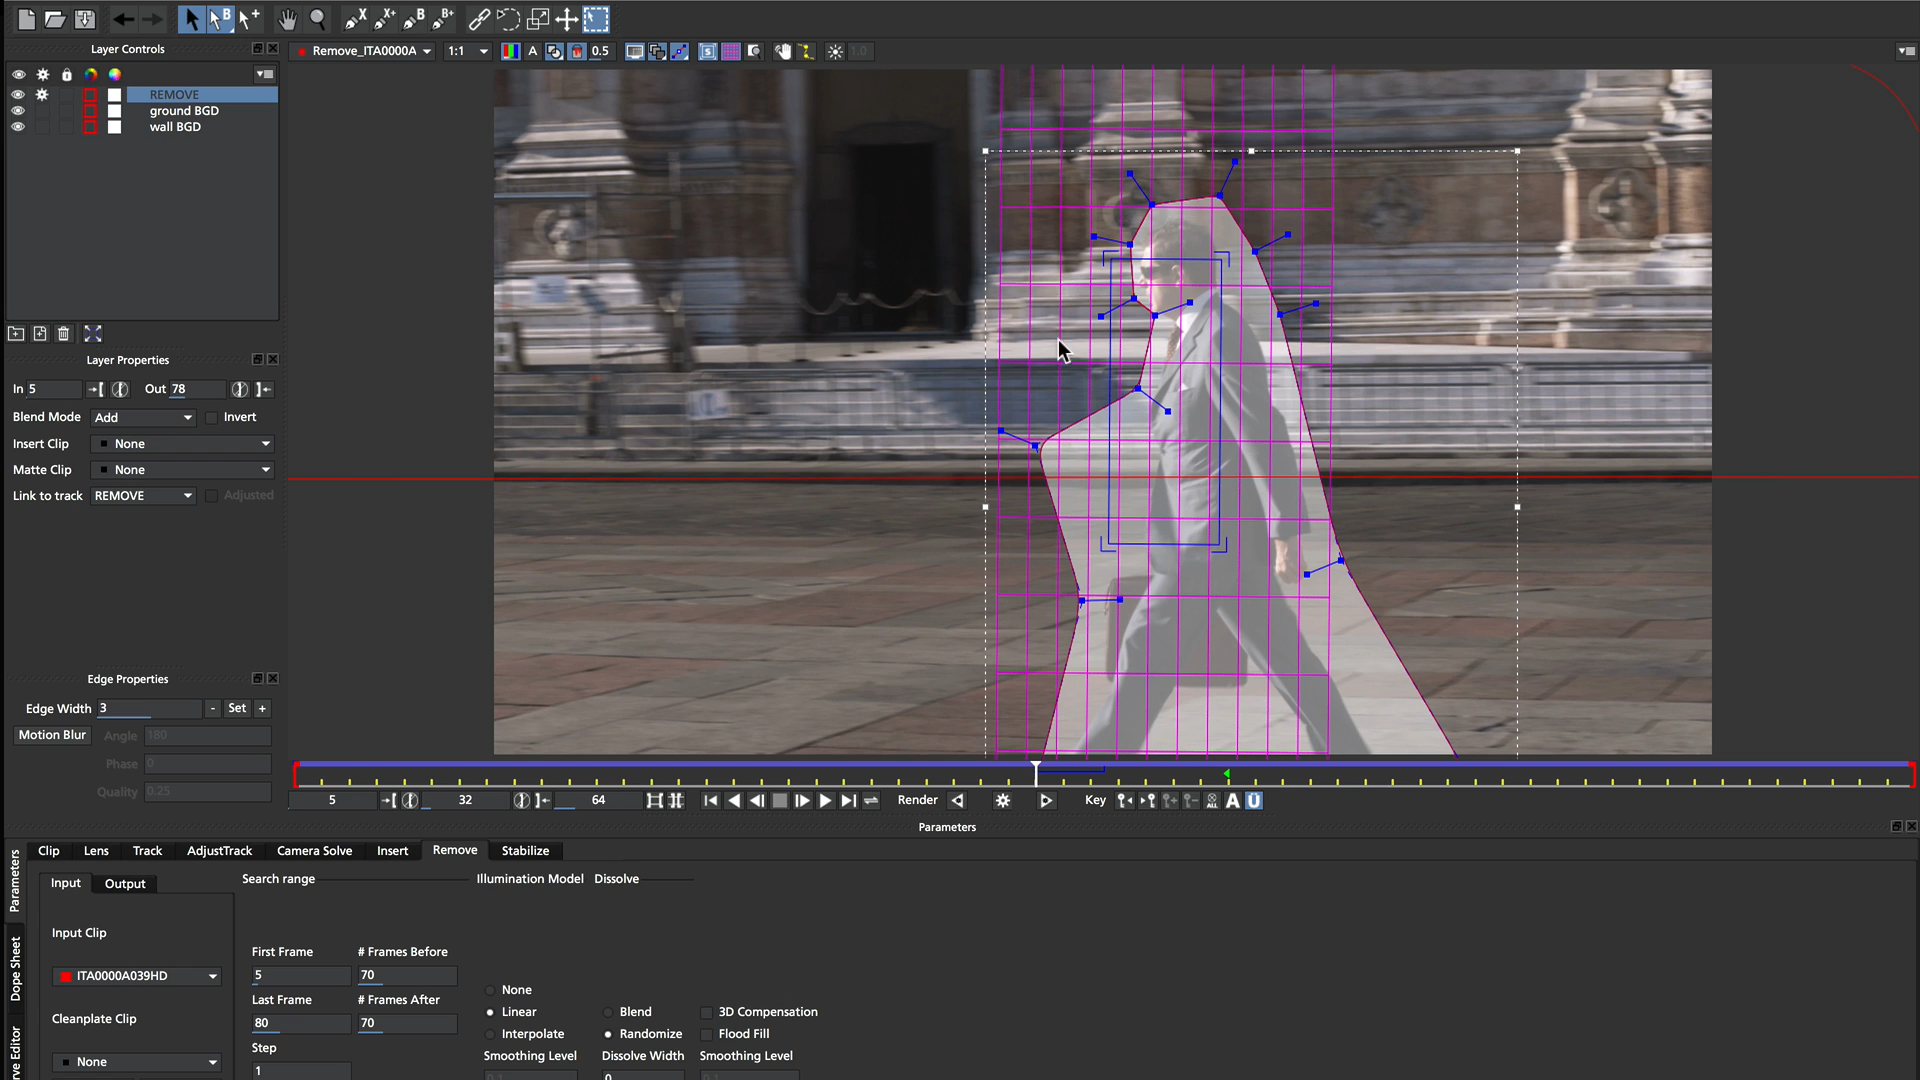 Layer Controls
Remove_ITA0000A
1:1
A
0.5
1.0
REMOVE
ground BGD
wall BGD
Layer Properties
In 5
Out 78
Blend Mode Add
Invert
Insert Clip None
Matte Clip None
Link to track REMOVE
Adjusted
Edge Properties
Edge Width 3 - Set +
Motion Blur Angle 180
Phase 0
Quality 0.25
5
32
64
Render
Key
ALL
A
Ü
Parameters
Clip
Lens
Track
AdjustTrack
Camera Solve
Insert
Remove
Stabilize
Parameters
Dope Sheet
Input
Output
Search range
Illumination Model
Dissolve
Input Clip
ITA0000A039HD
Cleanplate Clip
None
First Frame
# Frames Before
5
70
Last Frame
# Frames After
80
70
Step
1
None
Linear
Interpolate
Smoothing Level
Blend
Randomize
Dissolve Width
0
3D Compensation
Flood Fill
Smoothing Level